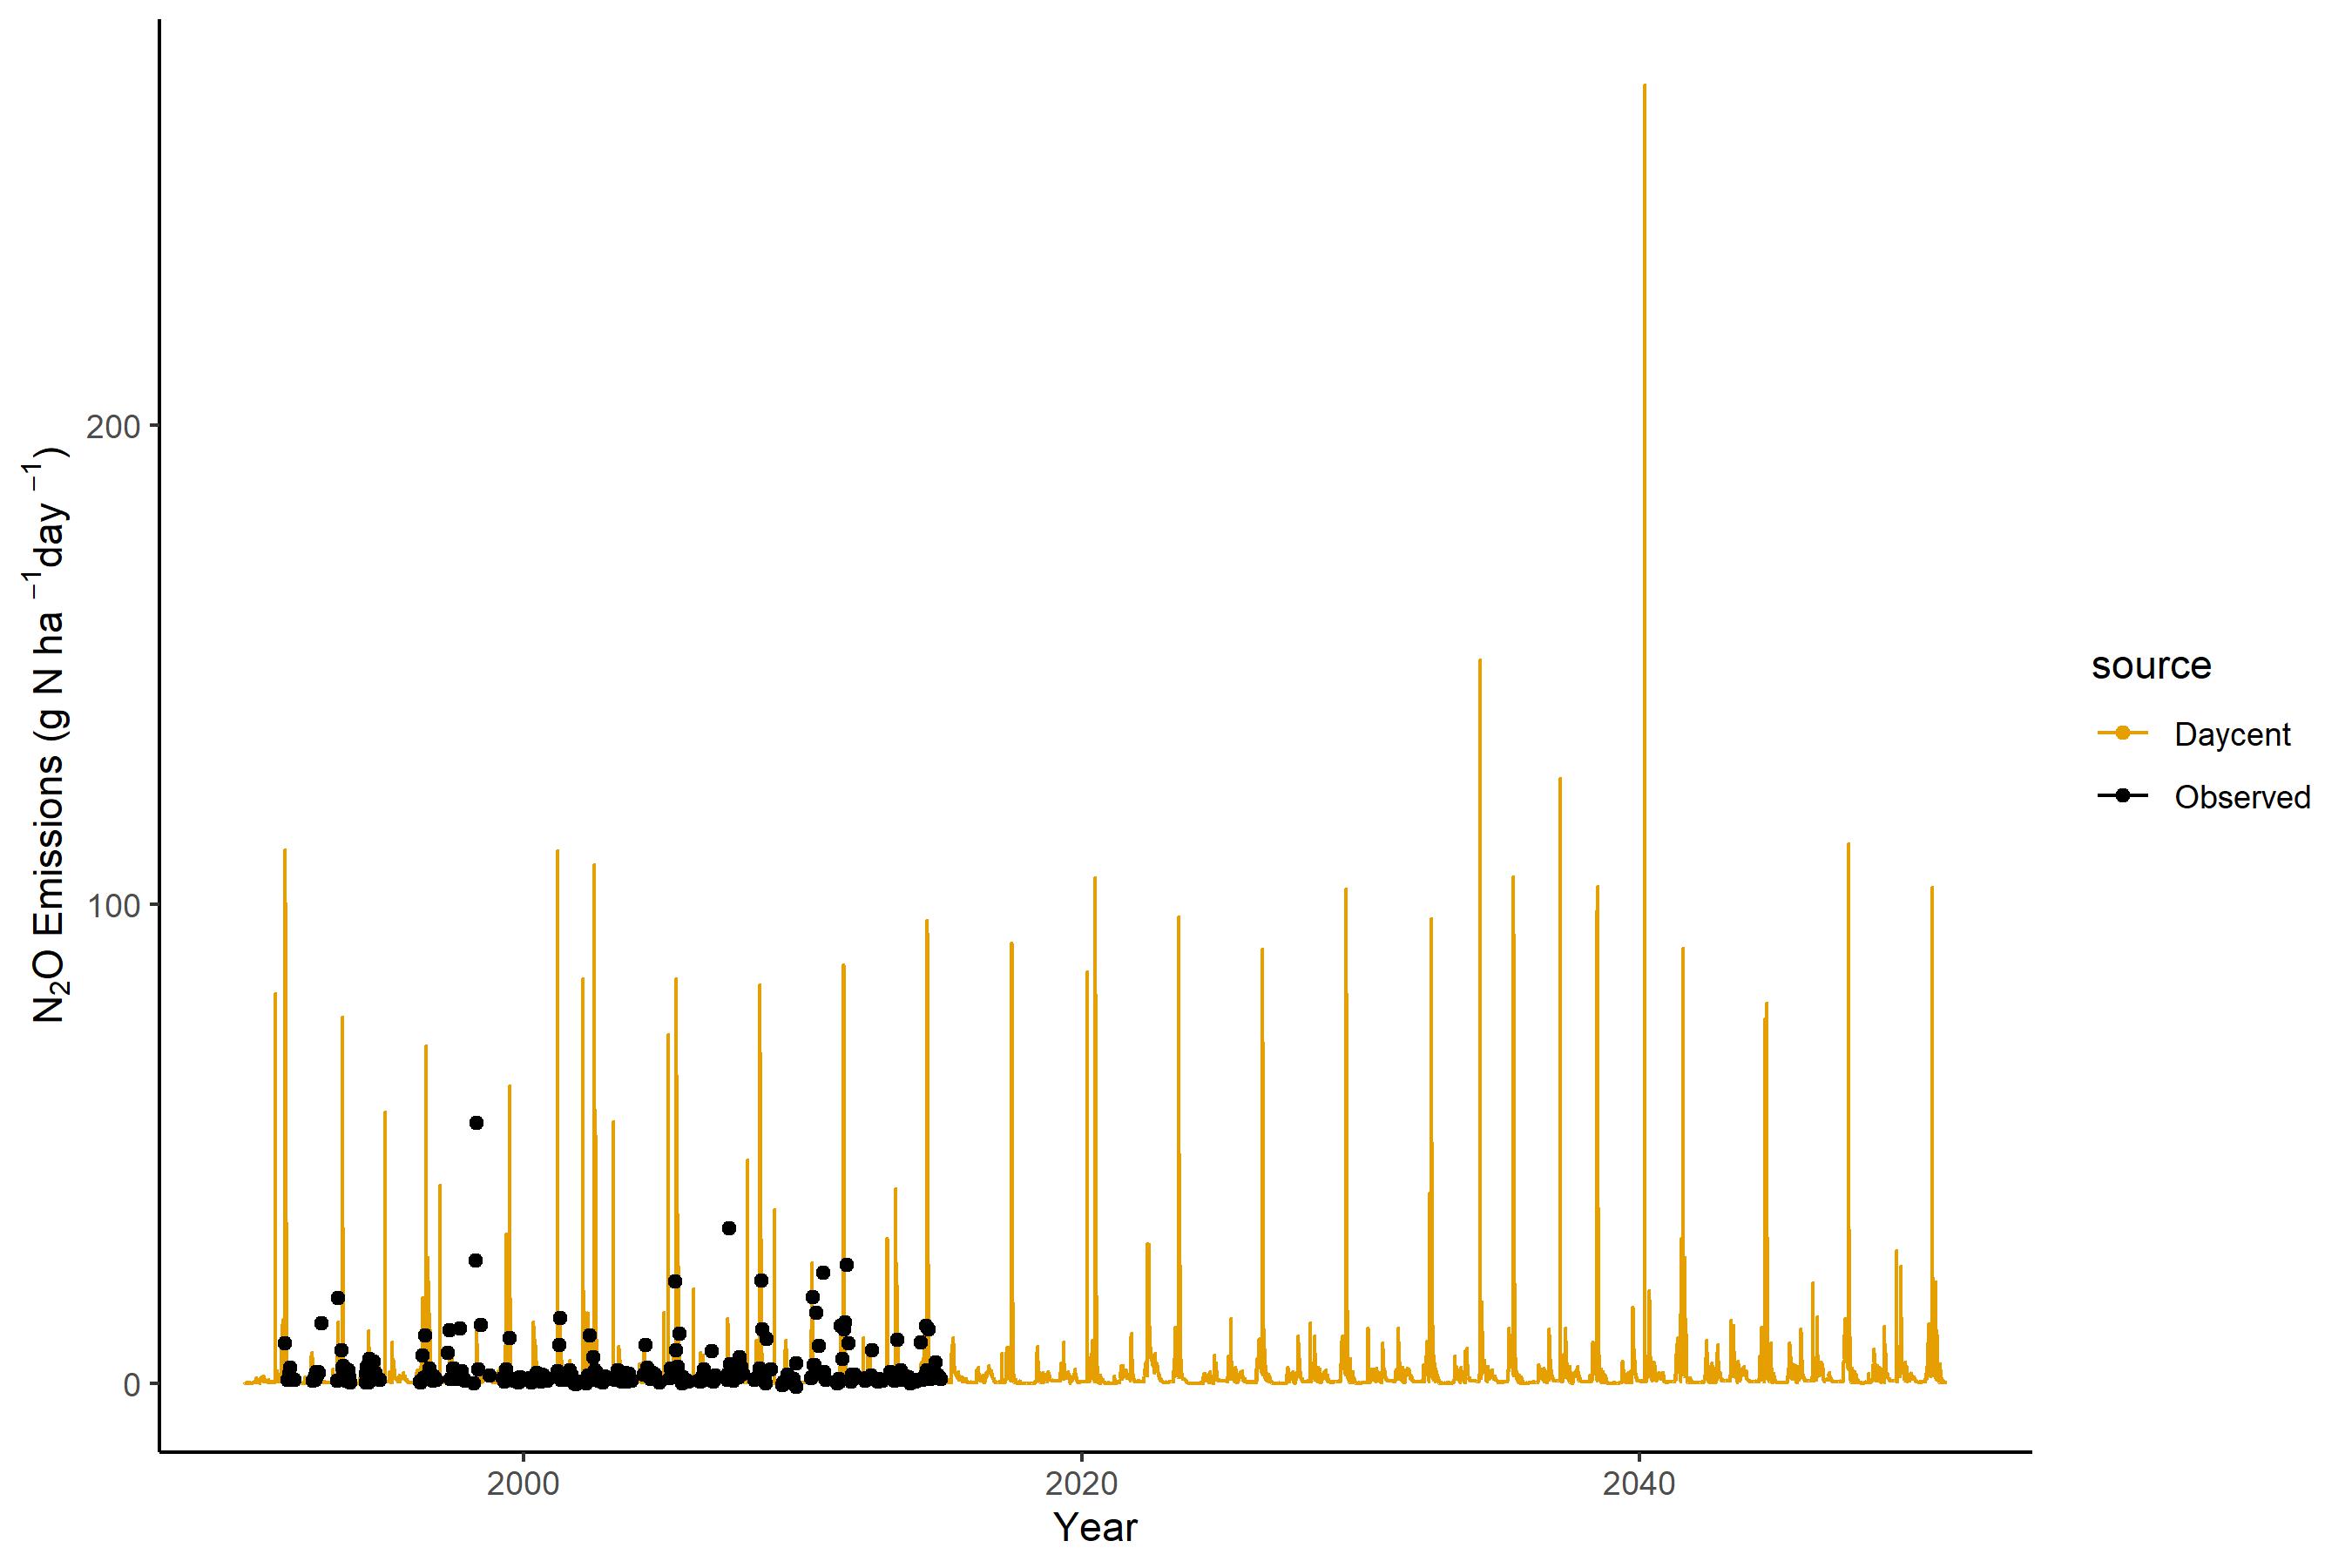 N₂O Emissions (g N ha ⁻¹day ⁻¹)
200
100
0
2000
2020
2040
Year
source
Daycent
Observed